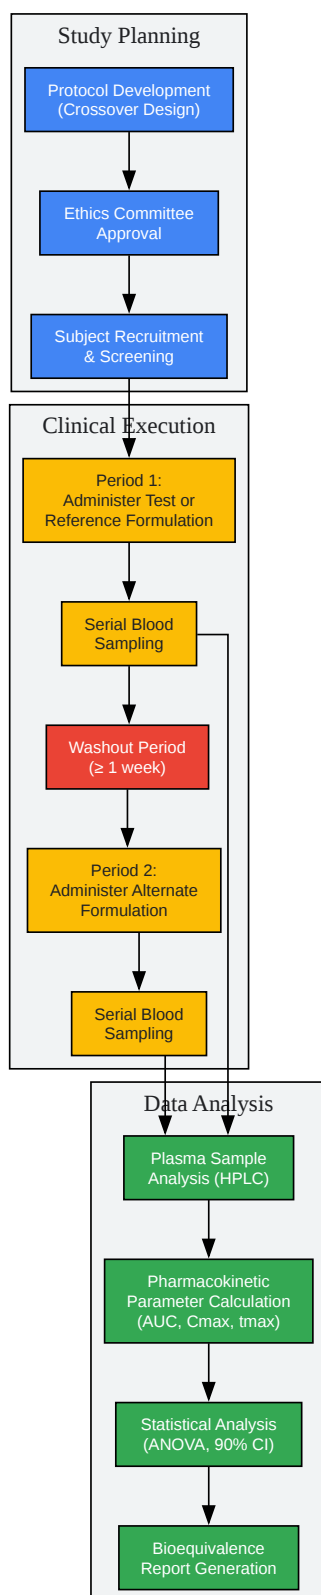 Study Planning
Protocol Development
(Crossover Design)
Ethics Committee
Approval
Subject Recruitment
& Screening
Clinical Execution
Period 1:
Administer Test or
Reference Formulation
Serial Blood
Sampling
Washout Period
(≥ 1 week)
Period 2:
Administer Alternate
Formulation
Serial Blood
Sampling
Data Analysis
Plasma Sample
Analysis (HPLC)
Pharmacokinetic
Parameter Calculation
(AUC, Cmax, tmax)
Statistical Analysis
(ANOVA, 90% CI)
Bioequivalence
Report Generation